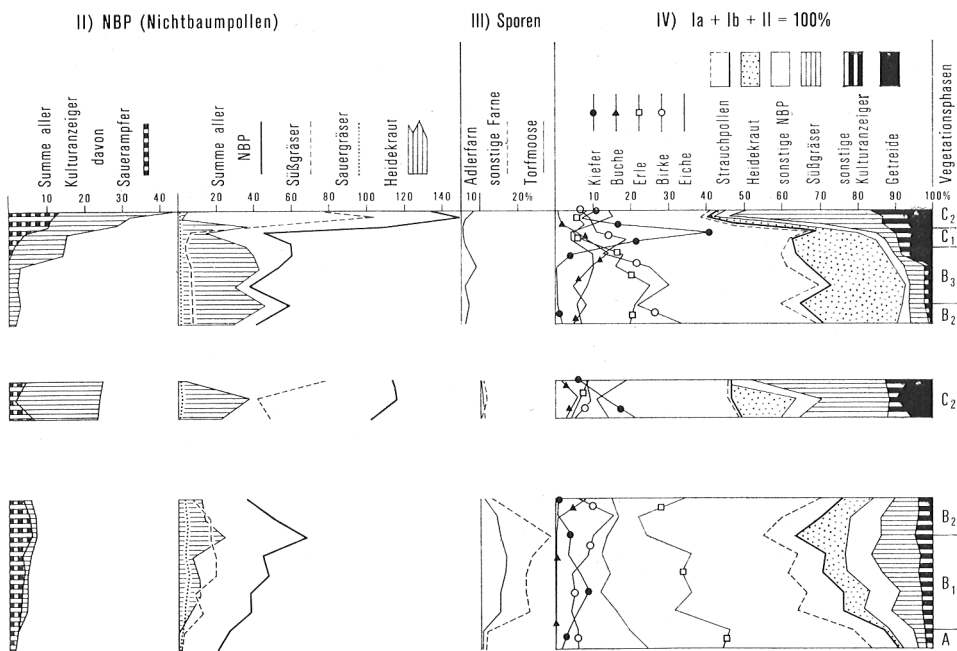 II) NBP (Nichtbaumpollen)
III) Sporen
IV) Ia + Ib + II = 100%
Summe aller
Kulturanzeiger
davon
Sauerampfer
Summe aller
NBP
Süßgräser
Sauergräser
Heidekraut
Adlerfarn
sonstige Farne
Torfmoose
Kiefer
Buche
Erle
Birke
Eiche
Strauchpollen
Heidekraut
sonstige NBP
Süßgräser
sonstige
Kulturanzeiger
Getreide
Vegetationsphasen
10 20 30 40
20 40 60 80 100 120 140
10 20%
10 20 30 40 50 60 70 80 90 100%
C2
C1
B3
B2
C2
B2
B1
A